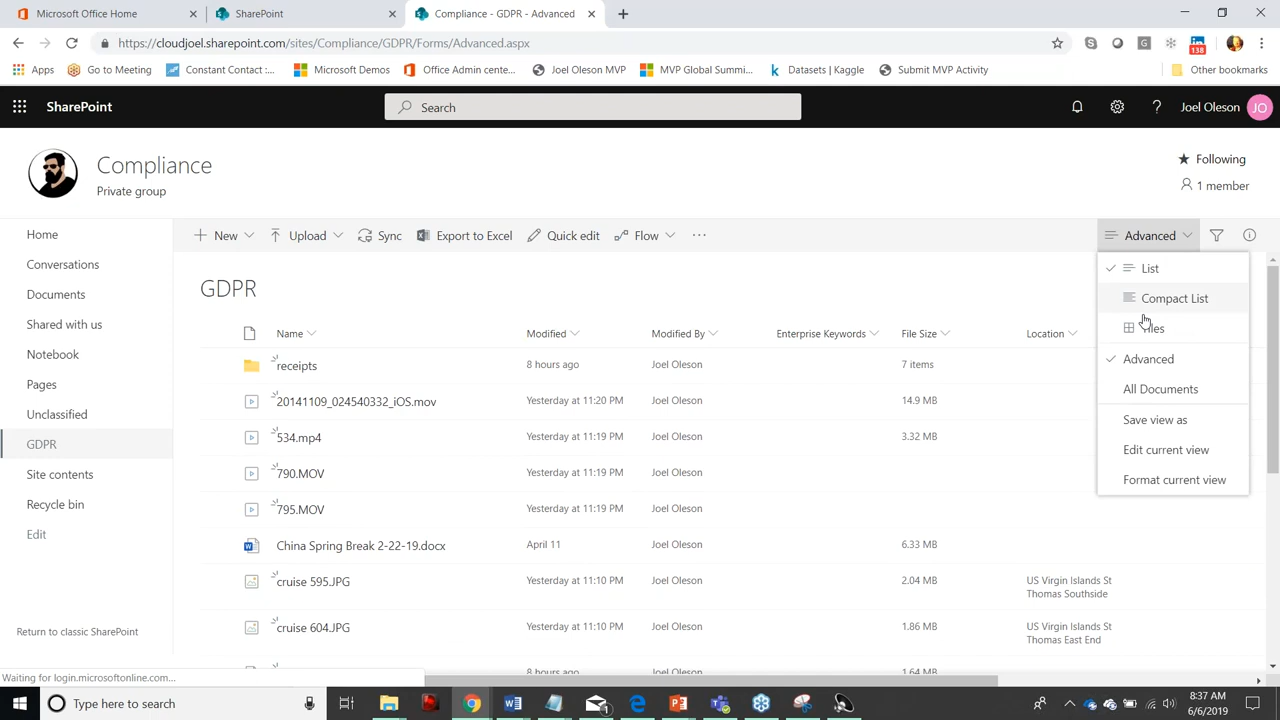 Microsoft Office Home
SharePoint
Compliance - GDPR - Advanced
https://cloudjoel.sharepoint.com/sites/Compliance/GDPR/Forms/Advanced.aspx
138
Apps
Go to Meeting
Constant Contact :...
Microsoft Demos
Office Admin cente...
Joel Oleson MVP
MVP Global Summi...
Datasets | Kaggle
Submit MVP Activity
Other bookmarks
SharePoint
Search
Joel Oleson
JO
Compliance
Private group
Following
1 member
Home
Conversations
Documents
Shared with us
Notebook
Pages
Unclassified
GDPR
Site contents
Recycle bin
Edit
Return to classic SharePoint
New
Upload
Sync
Export to Excel
Quick edit
Flow
Advanced
List
Compact List
Tiles
Advanced
All Documents
Save view as
Edit current view
Format current view
GDPR
Name Modified Modified By Enterprise Keywords File Size Location
receipts 8 hours ago Joel Oleson 7 items
20141109_024540332_iOS.mov Yesterday at 11:20 PM Joel Oleson 14.9 MB
534.mp4 Yesterday at 11:19 PM Joel Oleson 3.32 MB
790.MOV Yesterday at 11:19 PM Joel Oleson
795.MOV Yesterday at 11:19 PM Joel Oleson
China Spring Break 2-22-19.docx April 11 Joel Oleson 6.33 MB
cruise 595.JPG Yesterday at 11:10 PM Joel Oleson 2.04 MB US Virgin Islands St
Thomas Southside
cruise 604.JPG Yesterday at 11:10 PM Joel Oleson 1.86 MB US Virgin Islands St
Thomas East End
8 hours ago Joel Oleson 1.64 MB
Waiting for login.microsoftonline.com...
Type here to search
1
8:37 AM
6/6/2019